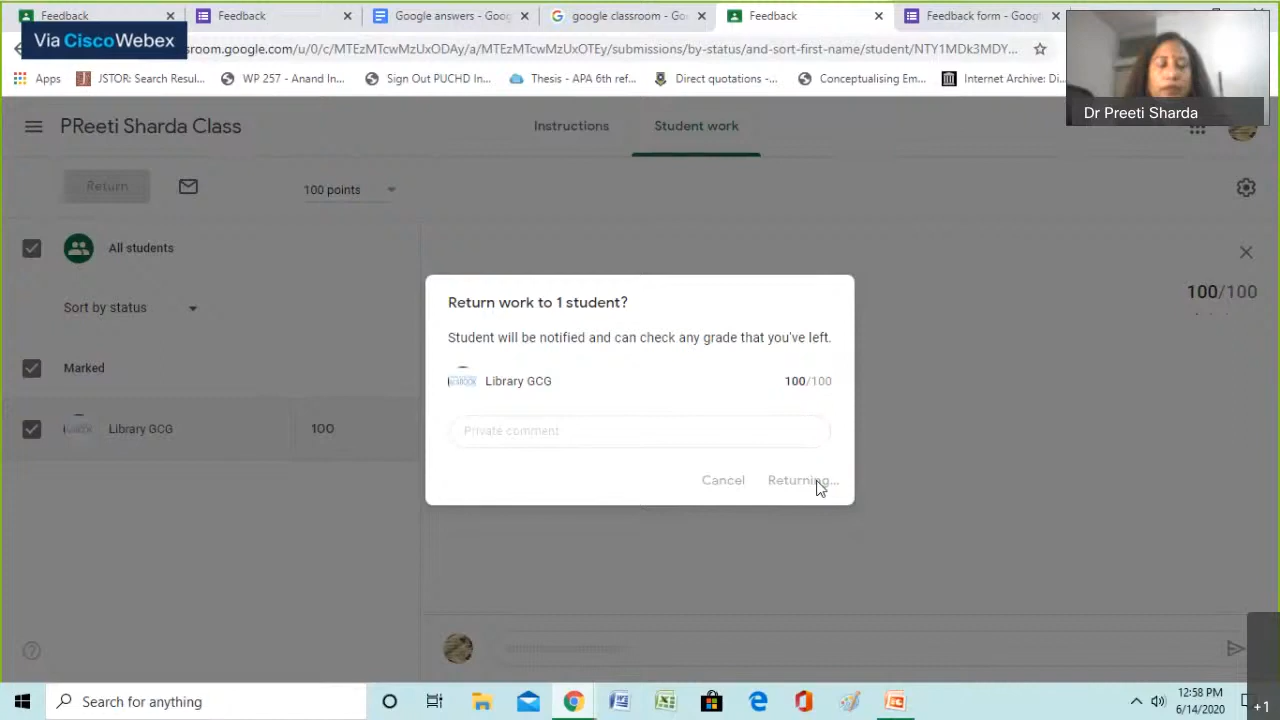 Feedback
Feedback
Google answers - Goog
google classroom - Goo
Feedback
Feedback form - Goog
Via CiscoWebex
sroom.google.com/u/0/c/MTEzMTcwMzUxODAy/a/MTEzMTcwMzUxOTEy/submissions/by-status/and-sort-first-name/student/NTY1MDk3MDY...
Apps
JSTOR: Search Resul...
WP 257 - Anand In...
Sign Out PUCHD In...
Thesis - APA 6th ref...
Direct quotations -...
Conceptualising Em...
Internet Archive: Di...
Dr Preeti Sharda
PReeti Sharda Class
Instructions
Student work
Return
100 points
All students
Sort by status
Marked
Library GCG
100
100/100
Return work to 1 student?
Student will be notified and can check any grade that you've left.
Library GCG
100/100
Private comment
Cancel
Returning...
Search for anything
12:58 PM
6/14/2020
+1